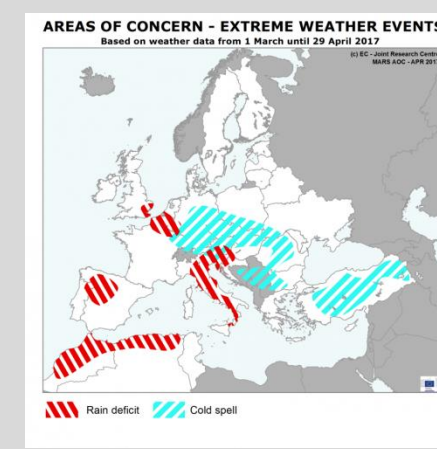 AREAS OF CONCERN - EXTREME WEATHER EVENTS
Based on weather data from 1 March until 29 April 2017
(c) EC - Joint Research Centre
MARS AOC - APR 2017
Rain deficit Cold spell